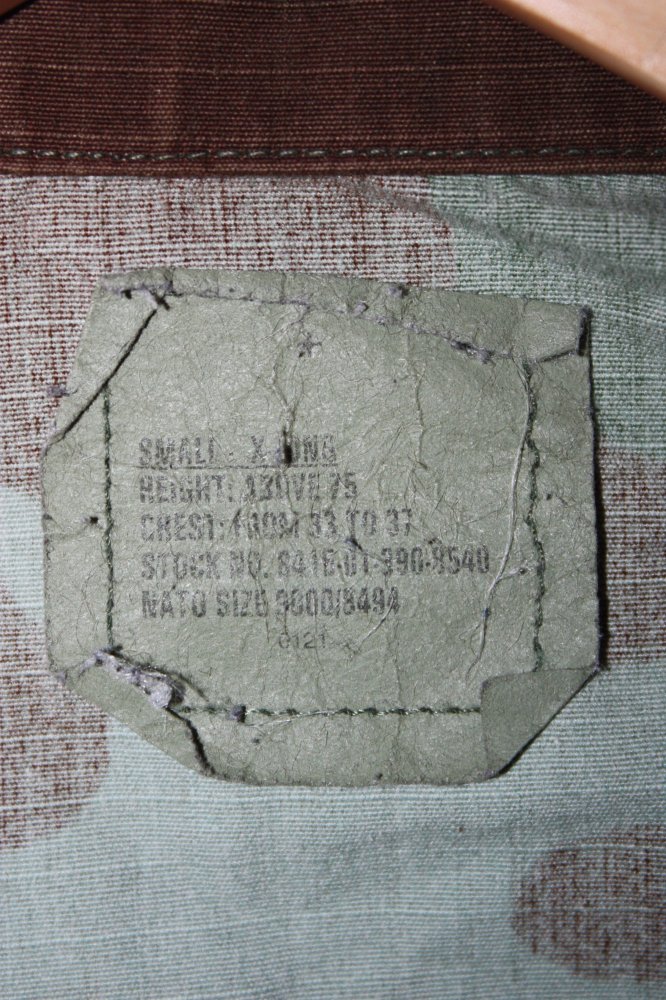 SMALL - X LONG
HEIGHT: ABOVE 75
CHEST: FROM 33 TO 37
STOCK NO. 8415-01-390-8540
NATO SIZE 9000/8494
0121